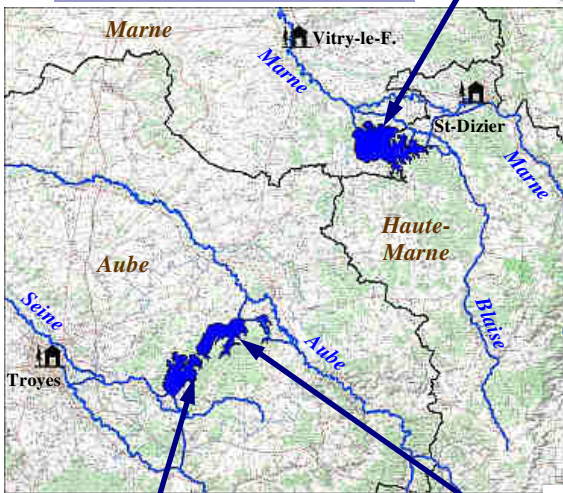 Marne
Vitry-le-F.
Marne
St-Dizier
Marne
Haute-
Marne
Aube
Seine
Blaise
Aube
Troyes